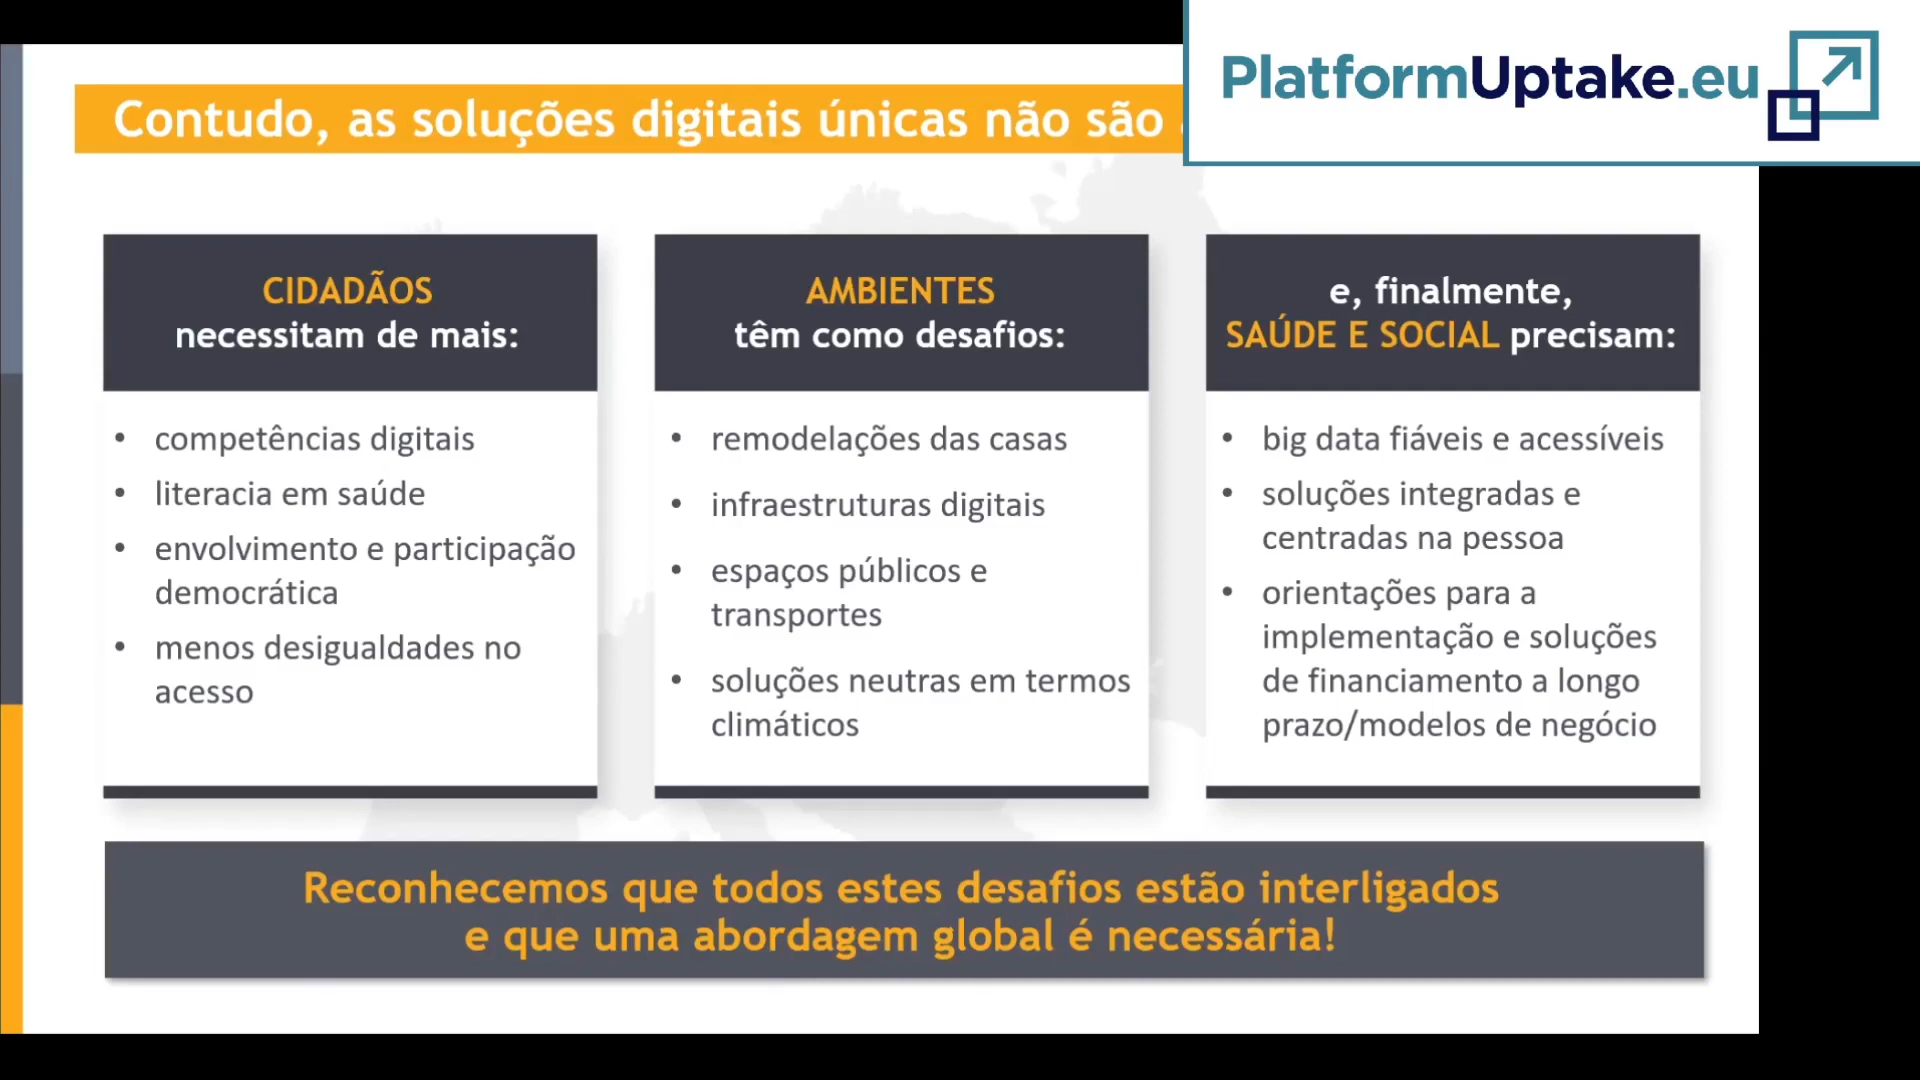 PlatformUptake.eu
Contudo, as soluções digitais únicas não são
CIDADÃOS
necessitam de mais:
• competências digitais
• literacia em saúde
• envolvimento e participação
democrática
• menos desigualdades no
acesso
AMBIENTES
têm como desafios:
• remodelações das casas
• infraestruturas digitais
• espaços públicos e
transportes
• soluções neutras em termos
climáticos
e, finalmente,
SAÚDE E SOCIAL precisam:
• big data fiáveis e acessíveis
• soluções integradas e
centradas na pessoa
• orientações para a
implementação e soluções
de financiamento a longo
prazo/modelos de negócio
Reconhecemos que todos estes desafios estão interligados
e que uma abordagem global é necessária!